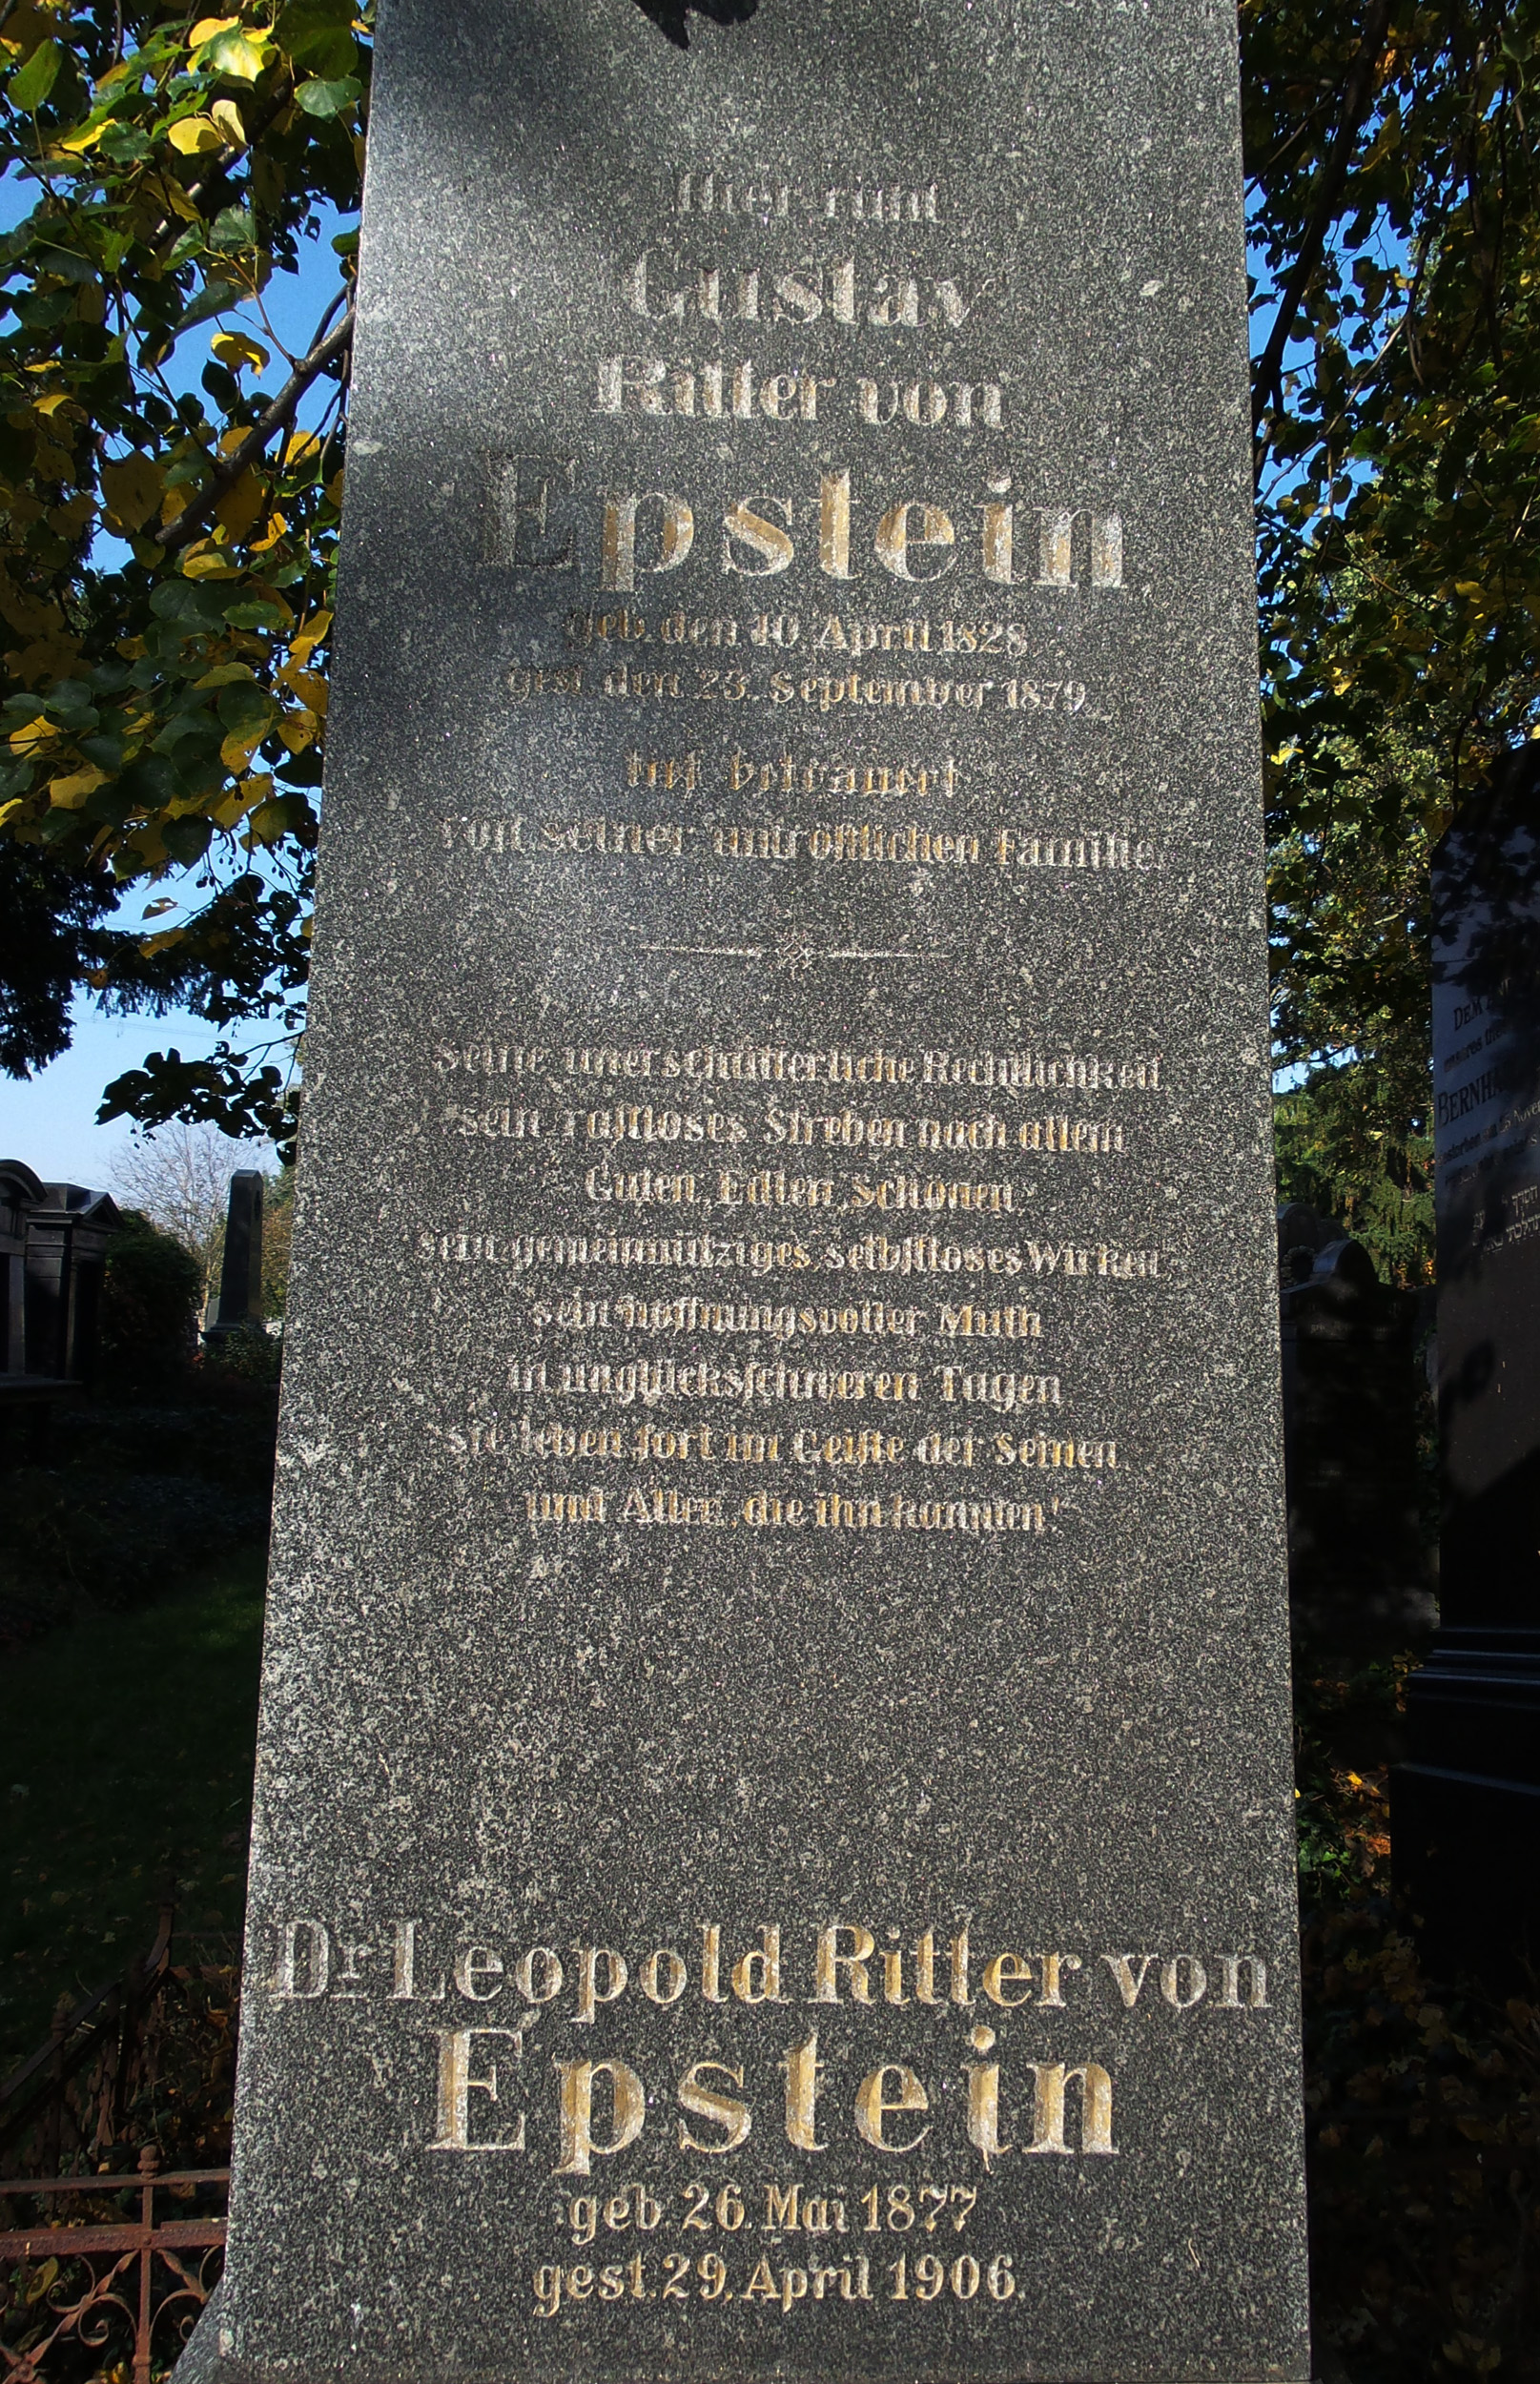 Hier ruht
Gustav
Ritter von
Epstein
geb. den 10. April 1828
gest. den 23. September 1879.
tief betrauert
von seiner untröstlichen Familie.
Seine unerschütterliche Rechtlichkeit
sein raſtloses Streben nach allem
Guten, Edlen, Schönen,
sein gemeinnütziges, selbſtloses Wirken
sein hoffnungsvoller Muth
in unglücksſchweren Tagen
sie leben fort im Geiſte der Seinen,
und Aller, die ihn kannten!
Dr Leopold Ritter von
Epstein
geb. 26. Mai 1877
gest. 29. April 1906.
DEM
BERNHA